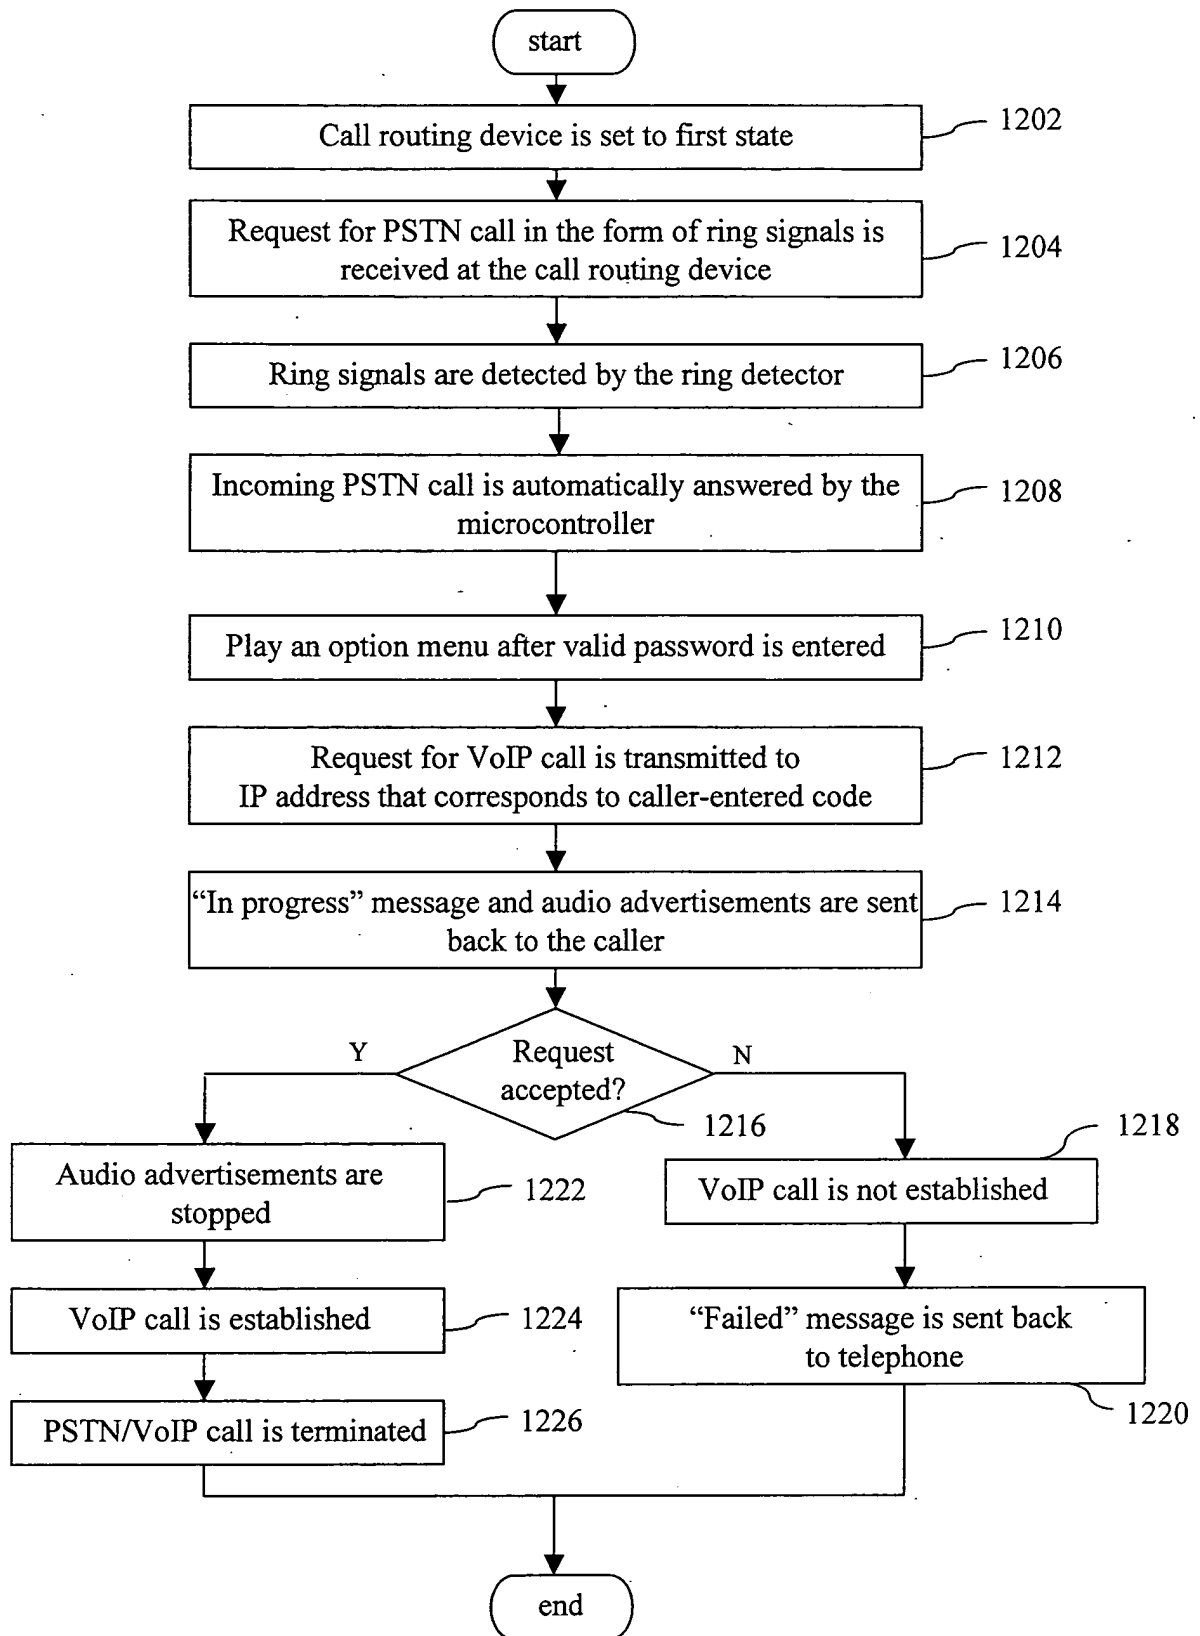 start
Call routing device is set to first state
1202
Request for PSTN call in the form of ring signals is
received at the call routing device
1204
Ring signals are detected by the ring detector
1206
Incoming PSTN call is automatically answered by the
microcontroller
1208
Play an option menu after valid password is entered
1210
Request for VoIP call is transmitted to
IP address that corresponds to caller-entered code
1212
“In progress” message and audio advertisements are sent
back to the caller
1214
Y
Request
accepted?
N
1216
1218
Audio advertisements are
stopped
1222
VoIP call is not established
VoIP call is established
1224
“Failed” message is sent back
to telephone
1220
PSTN/VoIP call is terminated
1226
end